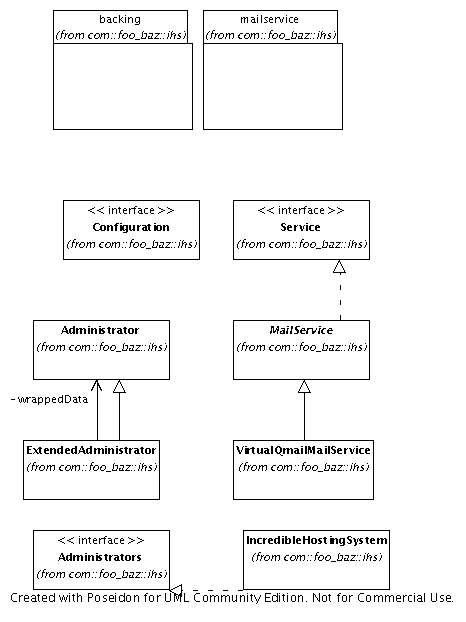 backing
(from com::foo_baz::ihs)
mailservice
(from com::foo_baz::ihs)
<< interface >>
Configuration
(from com::foo_baz::ihs)
<< interface >>
Service
(from com::foo_baz::ihs)
Administrator
(from com::foo_baz::ihs)
MailService
(from com::foo_baz::ihs)
-wrappedData
ExtendedAdministrator
(from com::foo_baz::ihs)
VirtualQmailMailService
(from com::foo_baz::ihs)
<< interface >>
Administrators
(from com::foo_baz::ihs)
IncredibleHostingSystem
(from com::foo_baz::ihs)
Created with Poseidon for UML Community Edition. Not for Commercial Use.